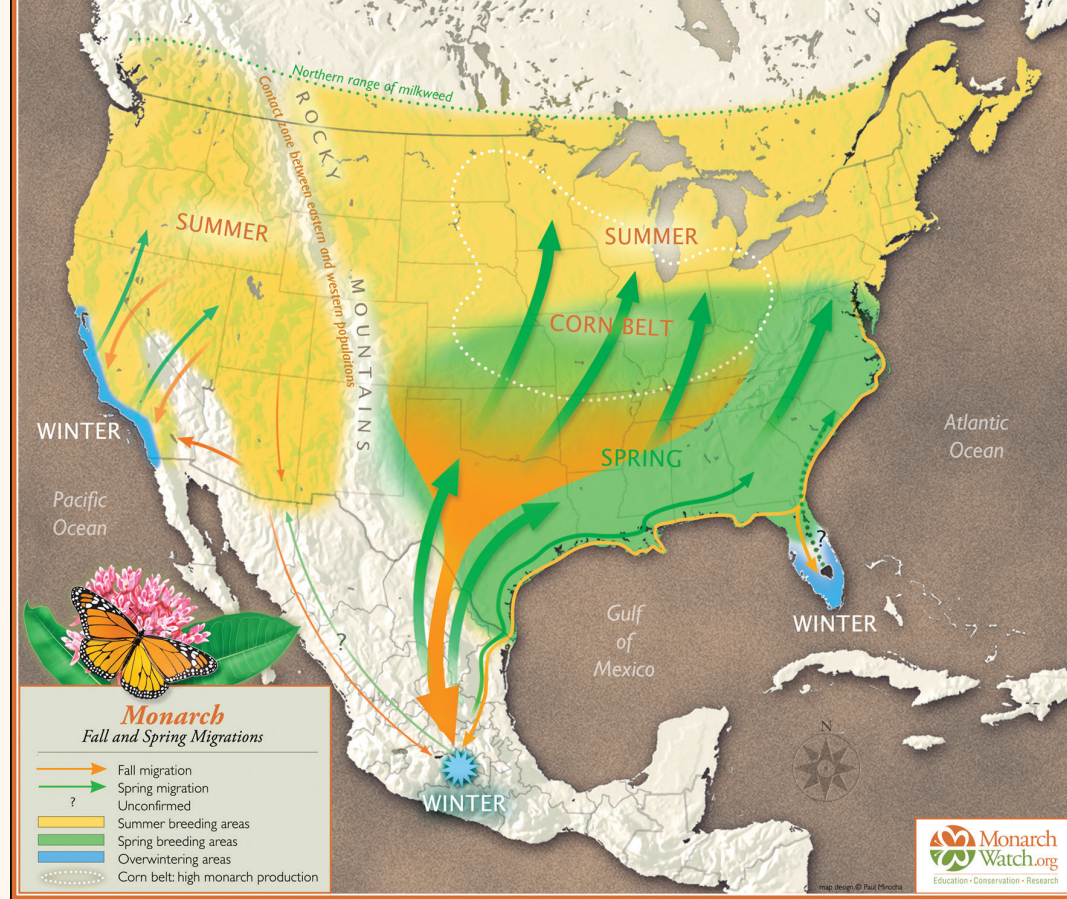 Northern range of milkweed
Contact zone between eastern and western populaitons
ROCKY
MOUNTAINS
SUMMER
SUMMER
CORN BELT
SPRING
WINTER
Pacific
Ocean
Atlantic
Ocean
?
WINTER
Gulf
of
Mexico
?
WINTER
N
Monarch
Fall and Spring Migrations
Fall migration
Spring migration
? Unconfirmed
Summer breeding areas
Spring breeding areas
Overwintering areas
Corn belt: high monarch production
Monarch
Watch.org
Education • Conservation • Research
map design © Paul Mirocha